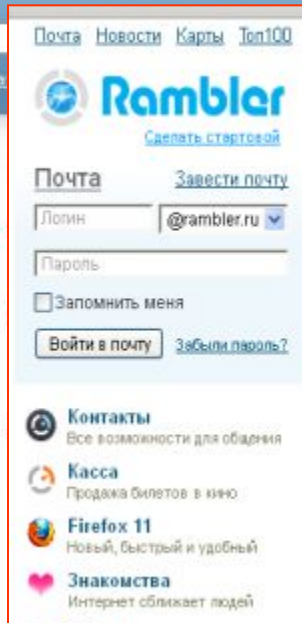 Почта Новости Карты Топ100
Rambler
Сделать стартовой
Почта Завести почту
Логин @rambler.ru
Пароль
Запомнить меня
Войти в почту Забыли пароль?
Контакты
Все возможности для общения
Касса
Продажа билетов в кино
Firefox 11
Новый, быстрый и удобный
Знакомства
Интернет сближает людей